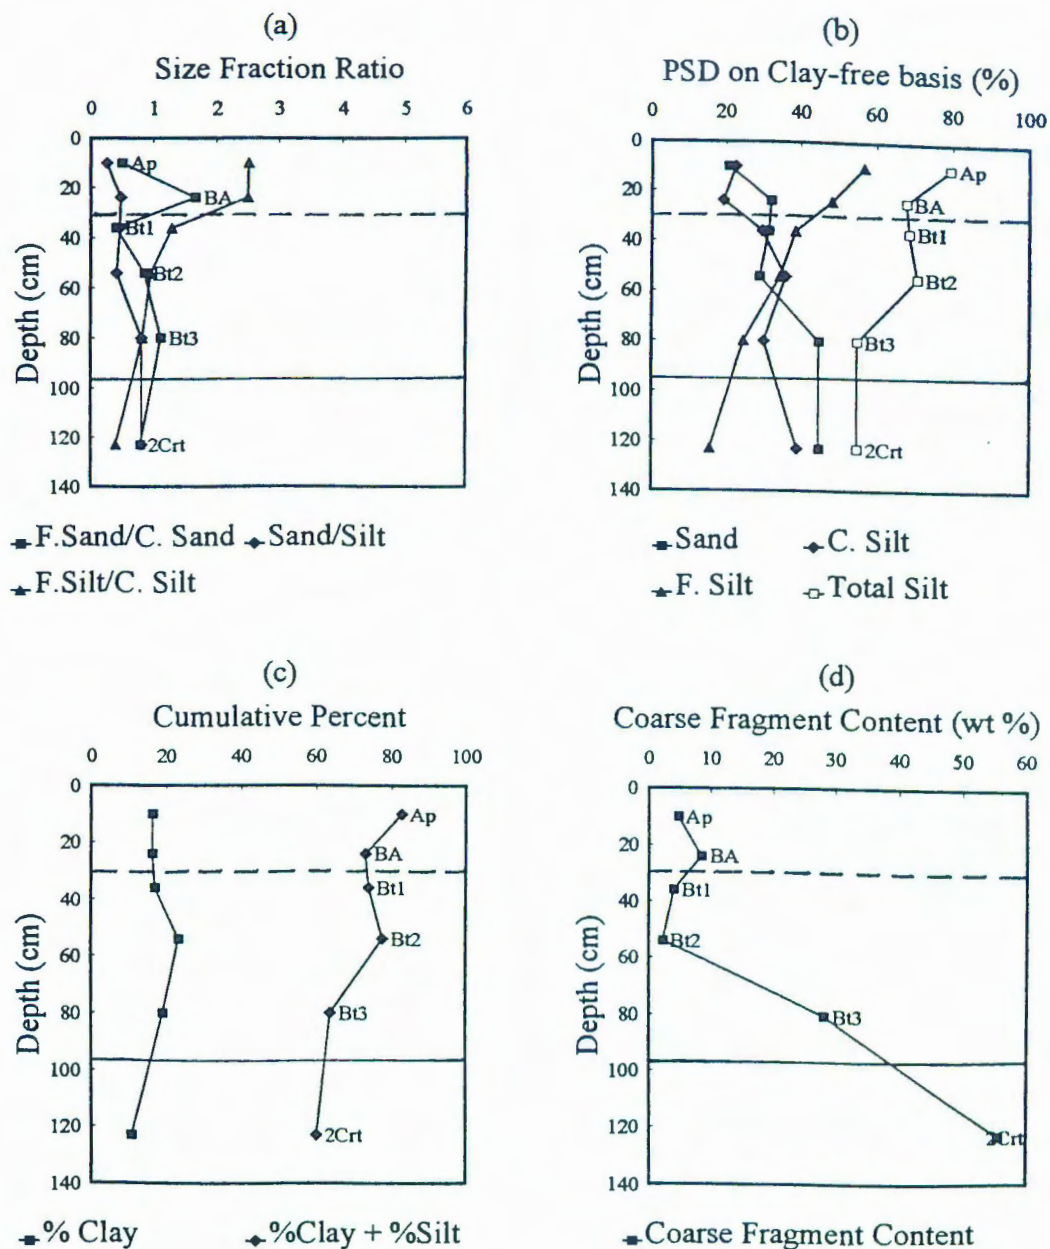 (a)
Size Fraction Ratio
0 1 2 3 4 5 6
0
20
40
60
80
100
120
140
Depth (cm)
Ap
BA
Bt1
Bt2
Bt3
2Crt
F.Sand/C. Sand Sand/Silt
F.Silt/C. Silt
(b)
PSD on Clay-free basis (%)
0 20 40 60 80 100
0
20
40
60
80
100
120
140
Depth (cm)
Ap
BA
Bt1
Bt2
Bt3
2Crt
Sand C. Silt
F. Silt Total Silt
(c)
Cumulative Percent
0 20 40 60 80 100
0
20
40
60
80
100
120
140
Depth (cm)
Ap
BA
Bt1
Bt2
Bt3
2Crt
% Clay %Clay + %Silt
(d)
Coarse Fragment Content (wt %)
0 10 20 30 40 50 60
0
20
40
60
80
100
120
140
Depth (cm)
Ap
BA
Bt1
Bt2
Bt3
2Crt
Coarse Fragment Content